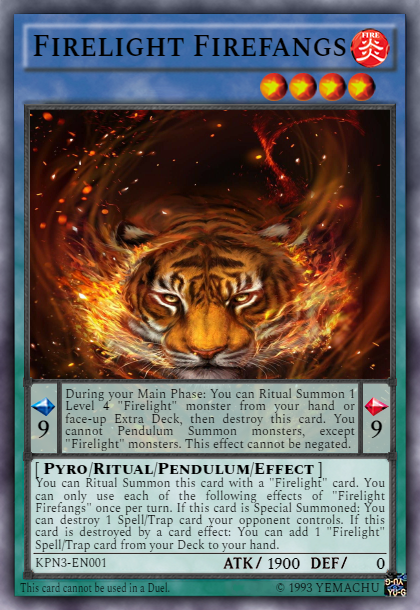 FIRELIGHT FIREFANGS
FIRE
炎
During your Main Phase: You can Ritual Summon 1
Level 4 "Firelight" monster from your hand or
face-up Extra Deck, then destroy this card. You
cannot Pendulum Summon monsters, except
"Firelight" monsters. This effect cannot be negated.
9
9
[ PYRO/RITUAL/PENDULUM/EFFECT ]
You can Ritual Summon this card with a "Firelight" card. You
can only use each of the following effects of "Firelight
Firefangs" once per turn. If this card is Special Summoned: You
can destroy 1 Spell/Trap card your opponent controls. If this
card is destroyed by a card effect: You can add 1 "Firelight"
Spell/Trap card from your Deck to your hand.
KPN3-EN001
ATK/ 1900 DEF/ 0
This card cannot be used in a Duel.
© 1993 YEMACHU